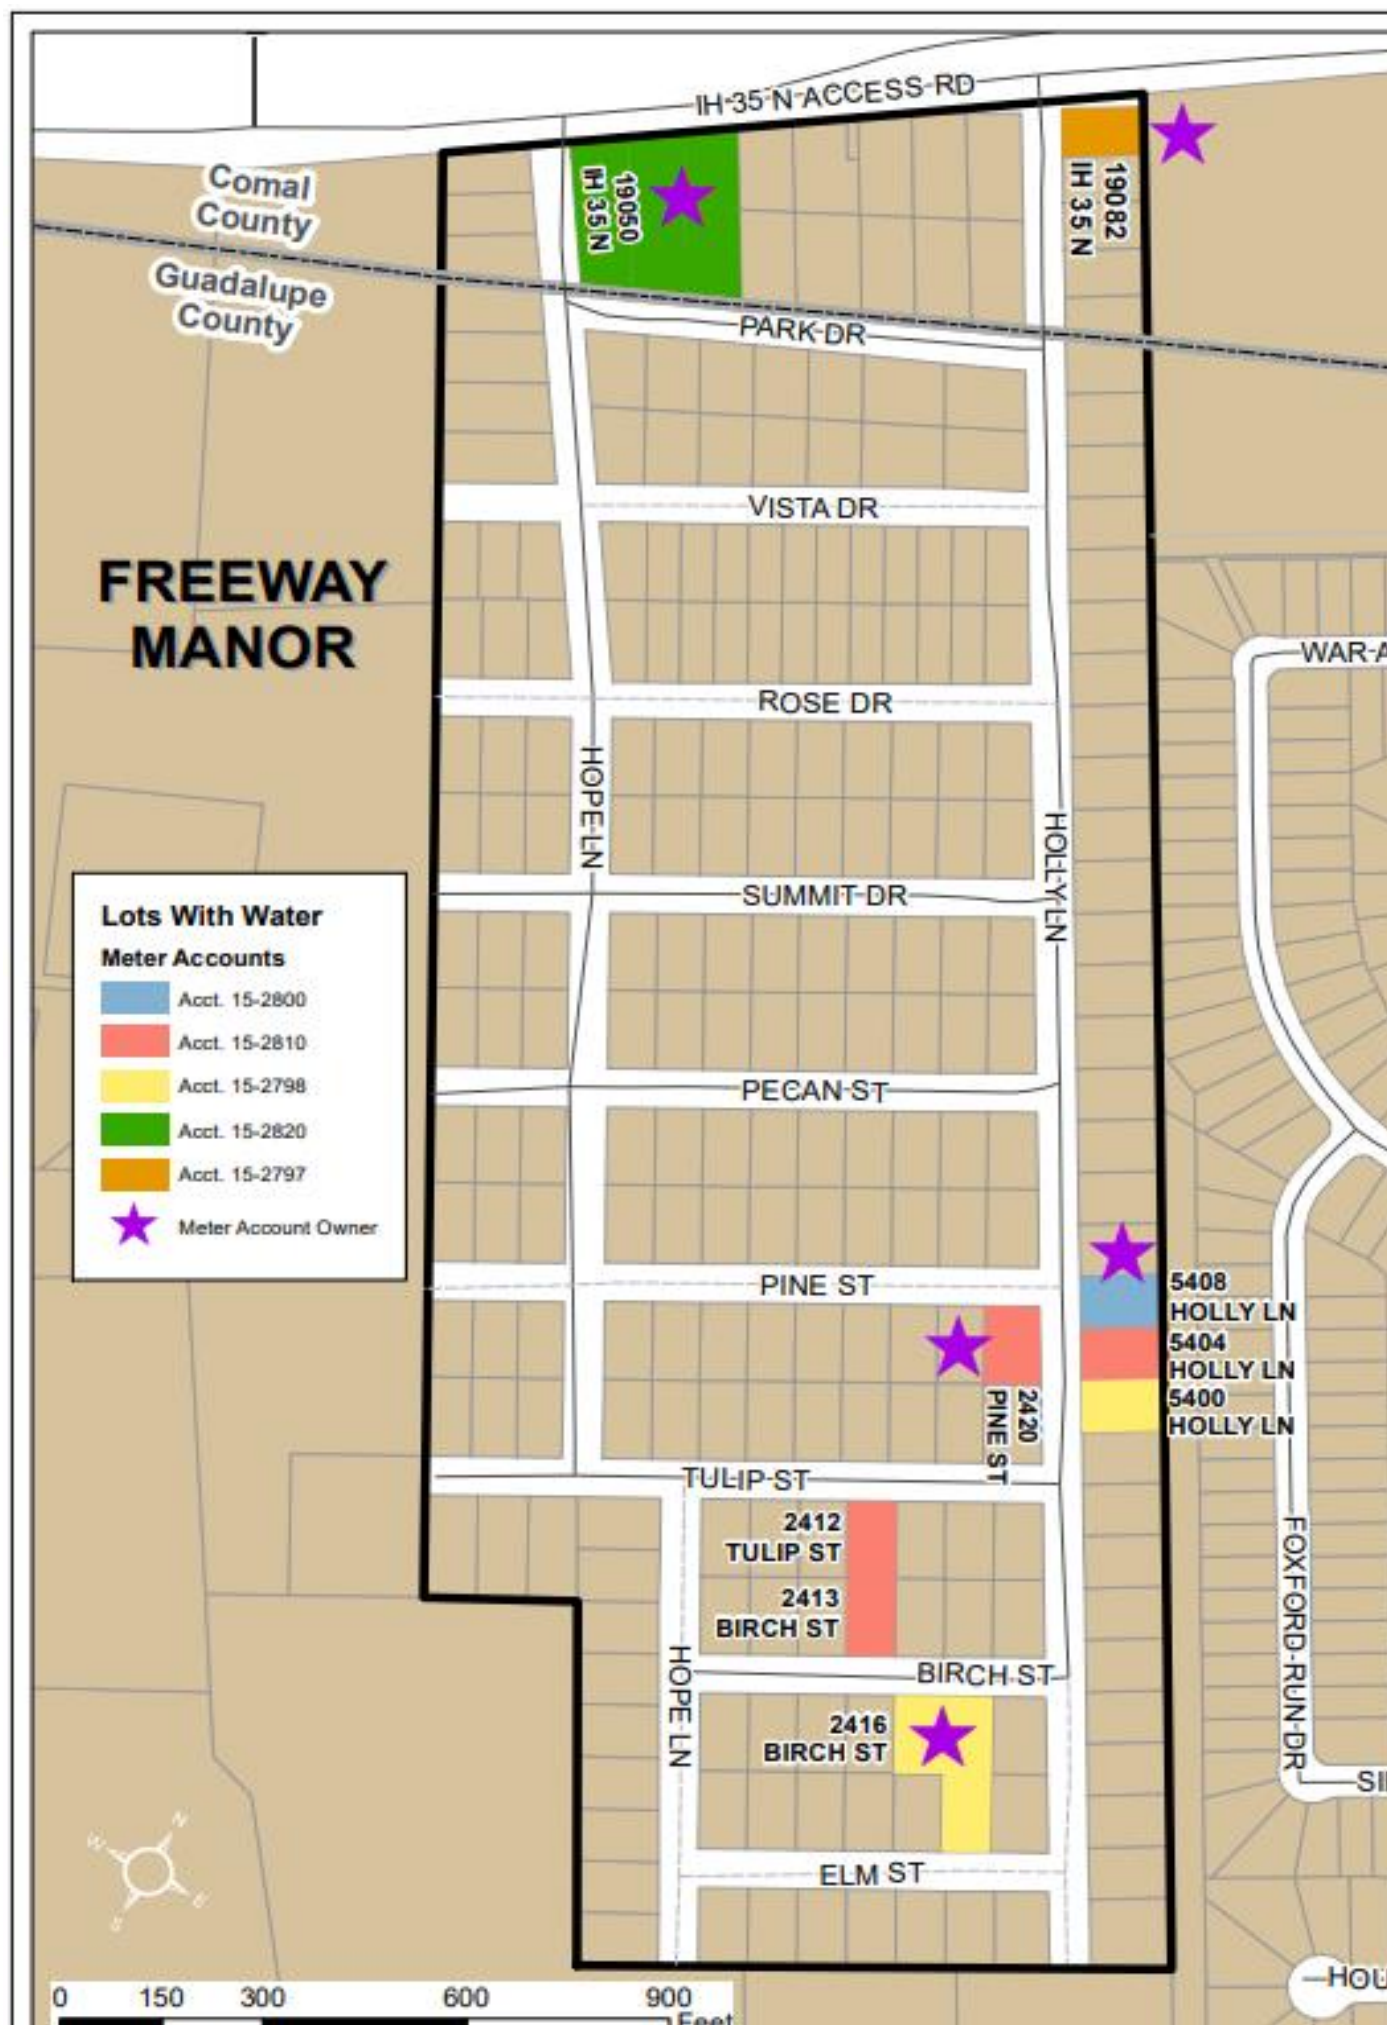 IH 35 N ACCESS RD
Comal
County
Guadalupe
County
19050
IH 35 N
19082
IH 35 N
PARK DR
VISTA DR
FREEWAY
MANOR
WAR A
ROSE DR
HOPE LN
HOLLY LN
SUMMIT DR
Lots With Water
Meter Accounts
Acct. 15-2800
Acct. 15-2810
Acct. 15-2798
Acct. 15-2820
Acct. 15-2797
Meter Account Owner
PECAN ST
PINE ST
5408
HOLLY LN
5404
HOLLY LN
5400
HOLLY LN
2420
PINE ST
TULIP ST
2412
TULIP ST
2413
BIRCH ST
FOXFORD RUN DR
HOPE LN
BIRCH ST
2416
BIRCH ST
SI
ELM ST
N
W
E
S
HOU
0 150 300 600 900
Feet